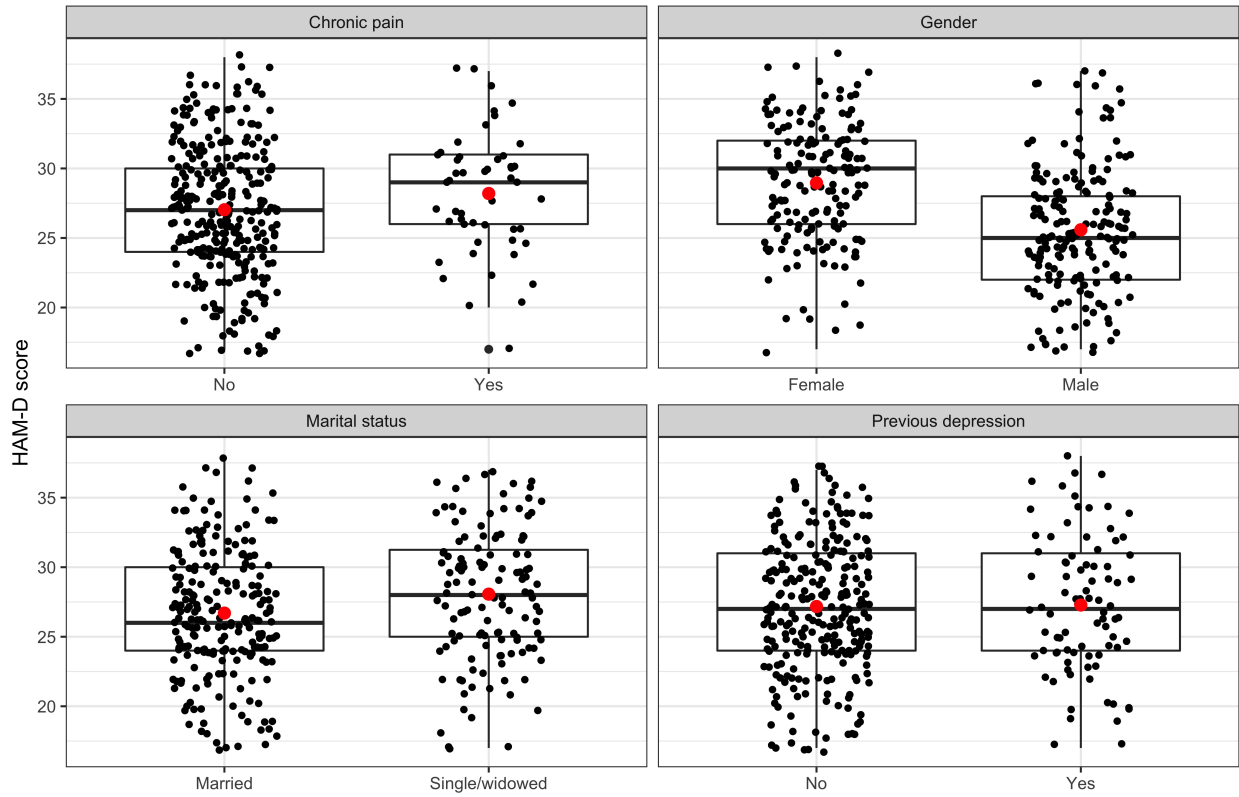 Chronic pain
Gender
35
30
25
20
No
Yes
Female
Male
HAM-D score
Marital status
Previous depression
35
30
25
20
Married
Single/widowed
No
Yes